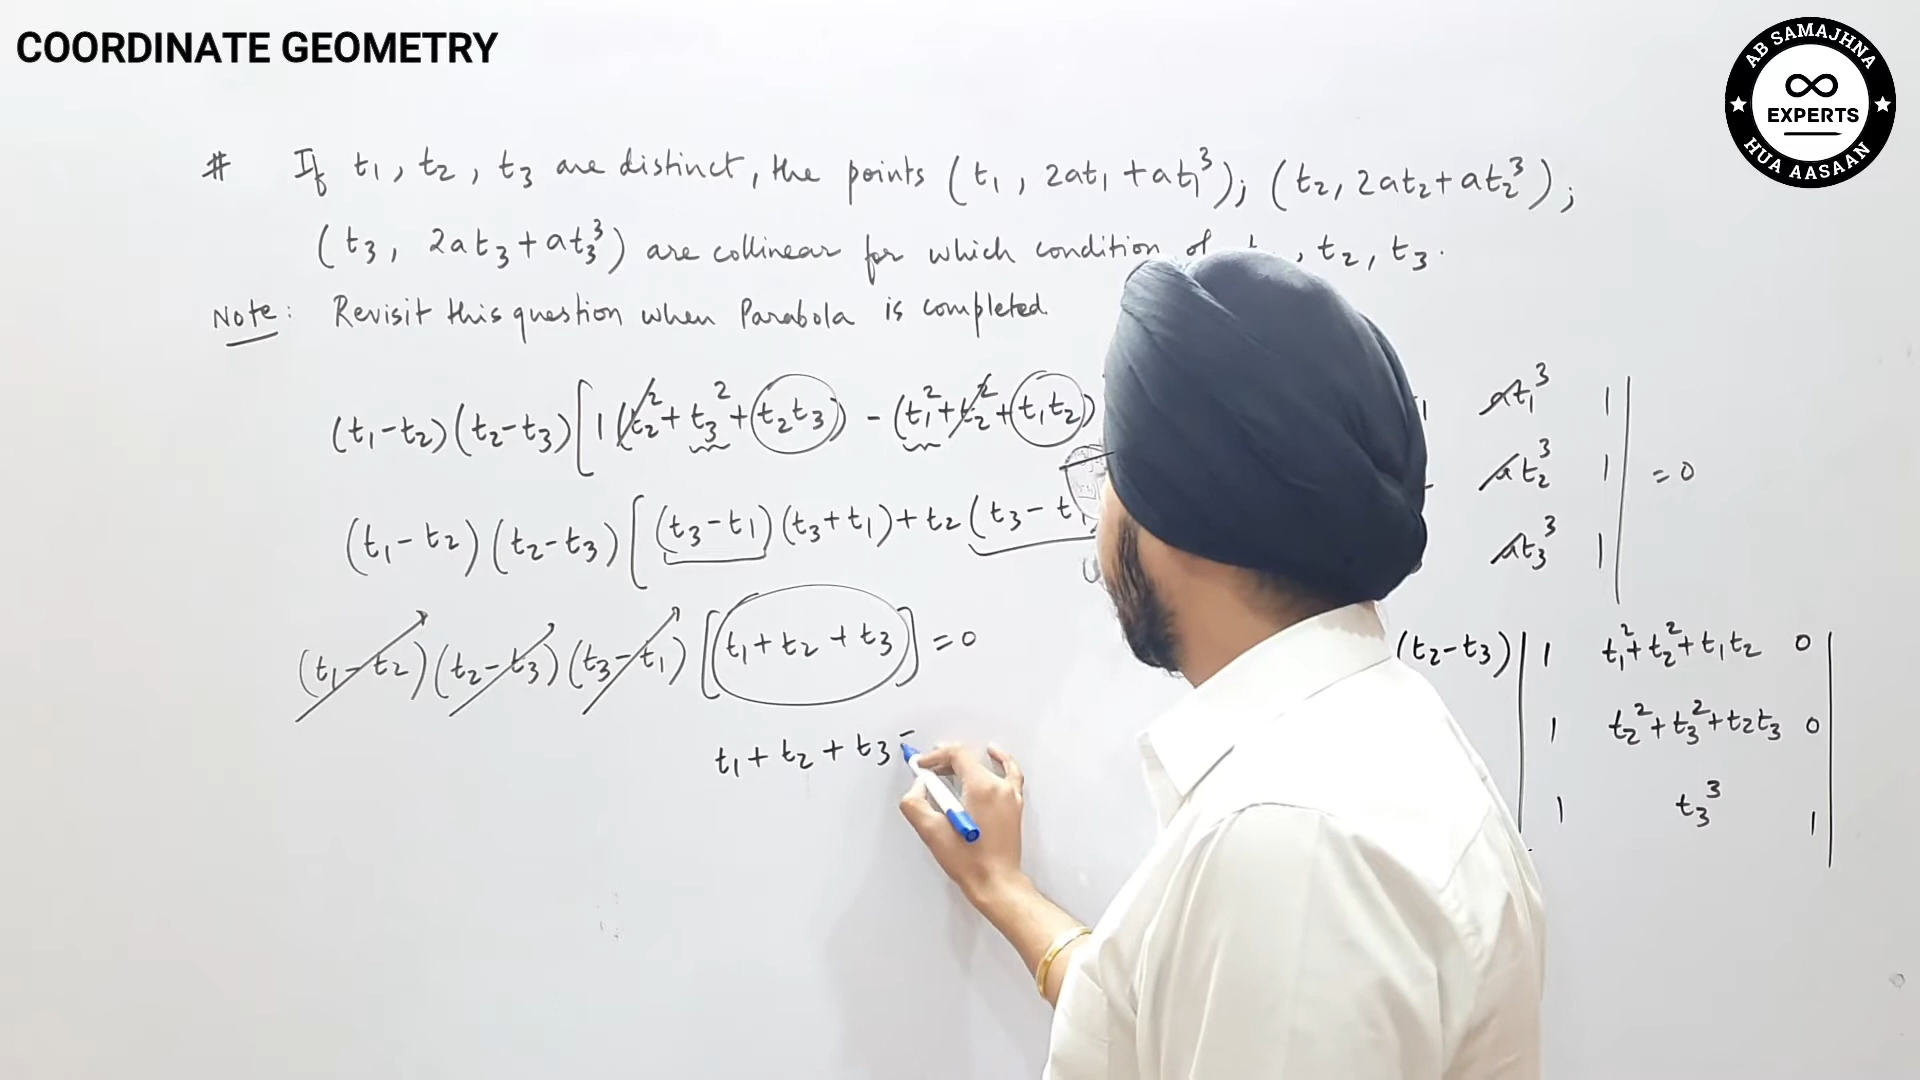 COORDINATE GEOMETRY
AB SAMAJHNA
EXPERTS
HUA AASAAN
# If t₁, t₂, t₃ are distinct, the points (t₁, 2at₁ + at₁³); (t₂, 2at₂ + at₂³);
(t₃, 2at₃ + at₃³) are collinear for which condition of , t₂, t₃.
Note: Revisit this question when Parabola is completed
(t₁-t₂)(t₂-t₃)[1(t₂²+t₃²+t₂t₃) - (t₁²+t₂²+t₁t₂)
(t₁-t₂)(t₂-t₃)[(t₃-t₁)(t₃+t₁)+t₂(t₃-t₁
(t₁-t₂)(t₂-t₃)(t₃-t₁)[t₁+t₂+t₃]=0
t₁+t₂+t₃
at₁³ 1
at₂³ 1 =0
at₃³ 1
(t₂-t₃) | 1 t₁²+t₂²+t₁t₂ 0 |
1 t₂²+t₃²+t₂t₃ 0
1 t₃³ 1